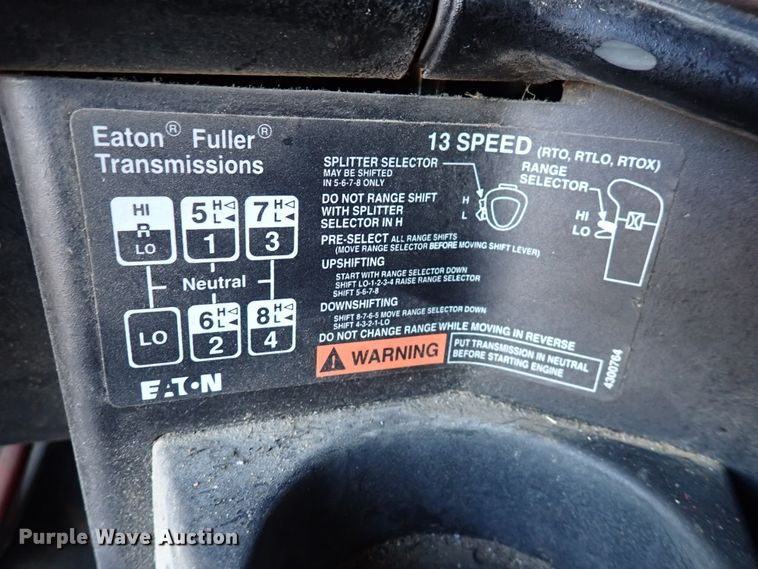 Eaton® Fuller®
Transmissions
13 SPEED (RTO, RTLO, RTOX)
HI
R
LO
5 H L
1
7 H L
3
Neutral
LO
6 H L
2
8 H L
4
EATON
SPLITTER SELECTOR
MAY BE SHIFTED
IN 5-6-7-8 ONLY
H
L
RANGE
SELECTOR
HI
LO
DO NOT RANGE SHIFT
WITH SPLITTER
SELECTOR IN H
PRE-SELECT ALL RANGE SHIFTS
(MOVE RANGE SELECTOR BEFORE MOVING SHIFT LEVER)
UPSHIFTING
START WITH RANGE SELECTOR DOWN
SHIFT LO-1-2-3-4 RAISE RANGE SELECTOR
SHIFT 5-6-7-8
DOWNSHIFTING
SHIFT 8-7-6-5 MOVE RANGE SELECTOR DOWN
SHIFT 4-3-2-1-LO
DO NOT CHANGE RANGE WHILE MOVING IN REVERSE
WARNING
PUT TRANSMISSION IN NEUTRAL
BEFORE STARTING ENGINE
4300764
Purple Wave Auction